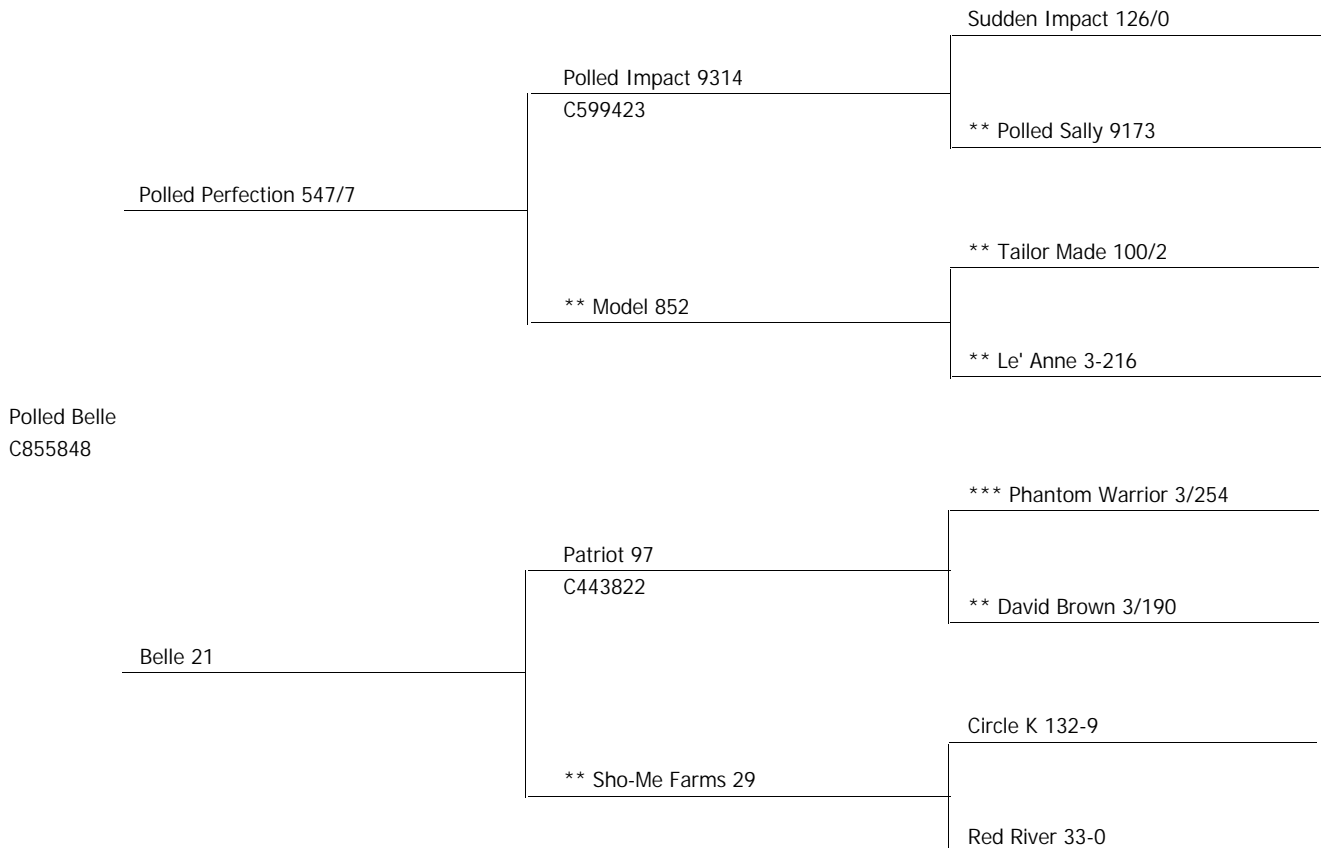 Sudden Impact 126/0
Polled Impact 9314
C599423
** Polled Sally 9173
Polled Perfection 547/7
** Tailor Made 100/2
** Model 852
** Le' Anne 3-216
Polled Belle
C855848
*** Phantom Warrior 3/254
Patriot 97
C443822
** David Brown 3/190
Belle 21
Circle K 132-9
** Sho-Me Farms 29
Red River 33-0